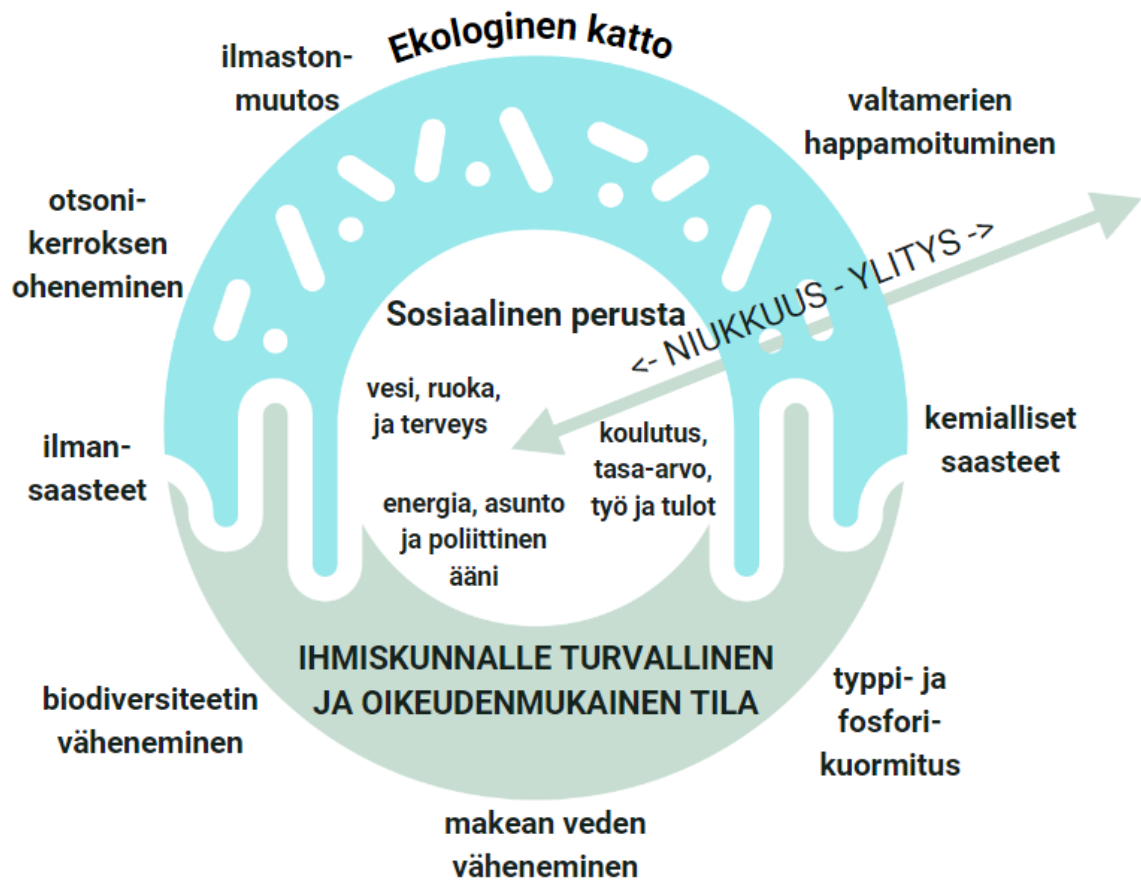 Ekologinen katto
ilmaston-
muutos
valtamerien
happamoituminen
otsoni-
kerroksen
oheneminen
<- NIUKKUUS - YLITYS ->
Sosiaalinen perusta
vesi, ruoka,
ja terveys
koulutus,
tasa-arvo,
työ ja tulot
energia, asunto
ja poliittinen
ääni
kemialliset
saasteet
ilman-
saasteet
IHMISKUNNALLE TURVALLINEN
JA OIKEUDENMUKAINEN TILA
biodiversiteetin
väheneminen
typpi- ja
fosfori-
kuormitus
makean veden
väheneminen